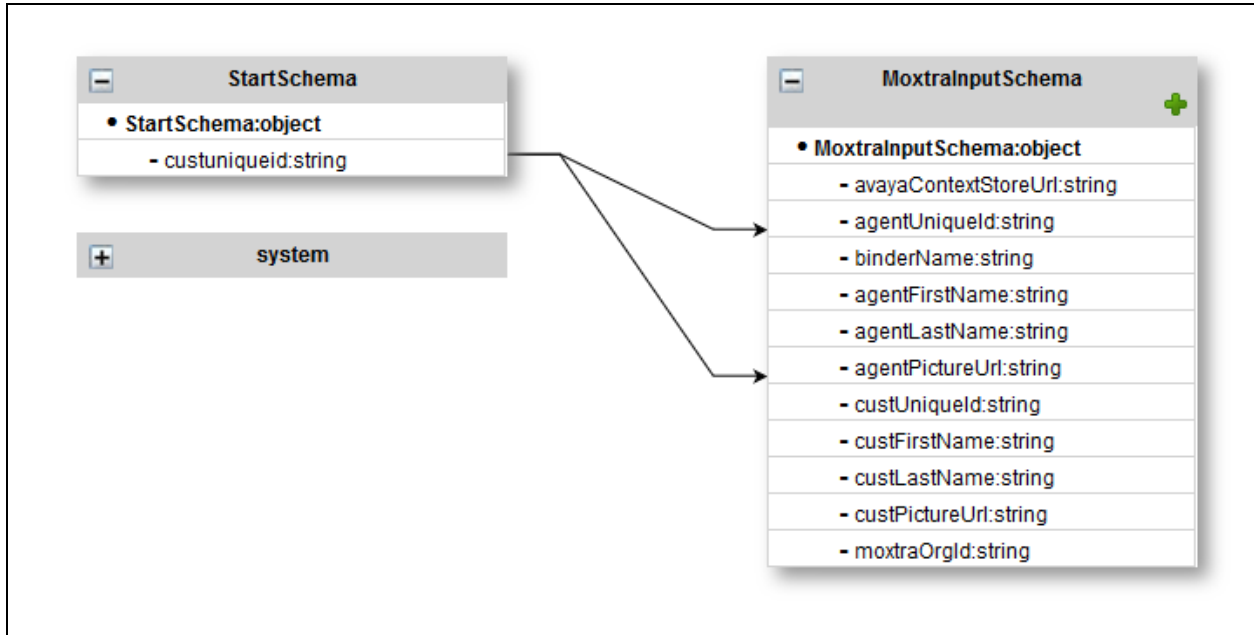 StartSchema
• StartSchema:object
- custuniqueid:string
system
MoxtraInputSchema
• MoxtraInputSchema:object
- avayaContextStoreUrl:string
- agentUniqueId:string
- binderName:string
- agentFirstName:string
- agentLastName:string
- agentPictureUrl:string
- custUniqueId:string
- custFirstName:string
- custLastName:string
- custPictureUrl:string
- moxtraOrgId:string